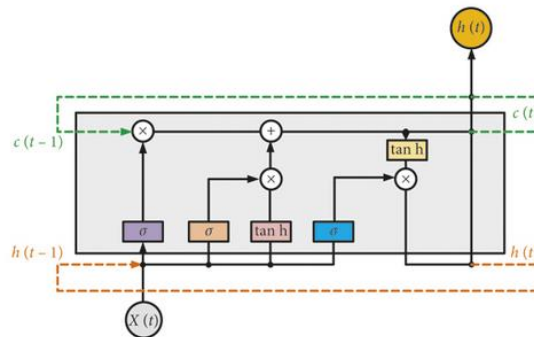 h (t)
c (t – 1)
×
+
c (t
tan h
×
×
σ
σ
tan h
σ
h (t – 1)
h (t
X (t)